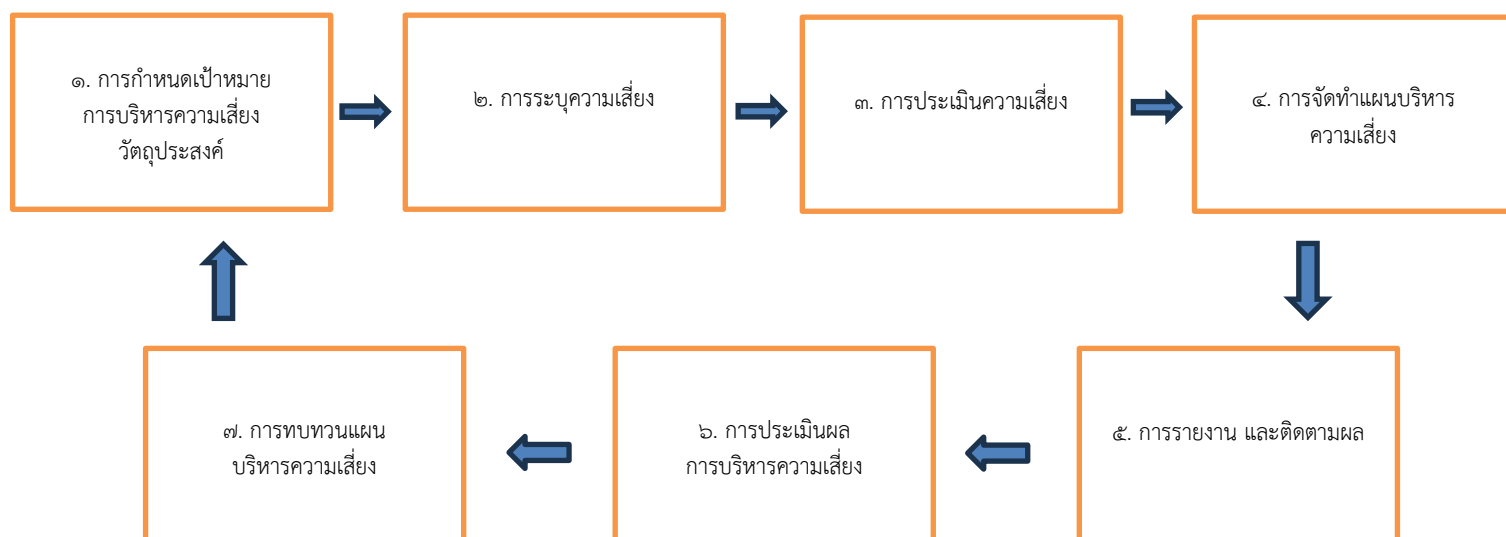 ๑. การกำหนดเป้าหมาย
การบริหารความเสี่ยง
วัตถุประสงค์
๒. การระบุความเสี่ยง
๓. การประเมินความเสี่ยง
๔. การจัดทำแผนบริหาร
ความเสี่ยง
๕. การรายงาน และติดตามผล
๖. การประเมินผล
การบริหารความเสี่ยง
๗. การทบทวนแผน
บริหารความเสี่ยง